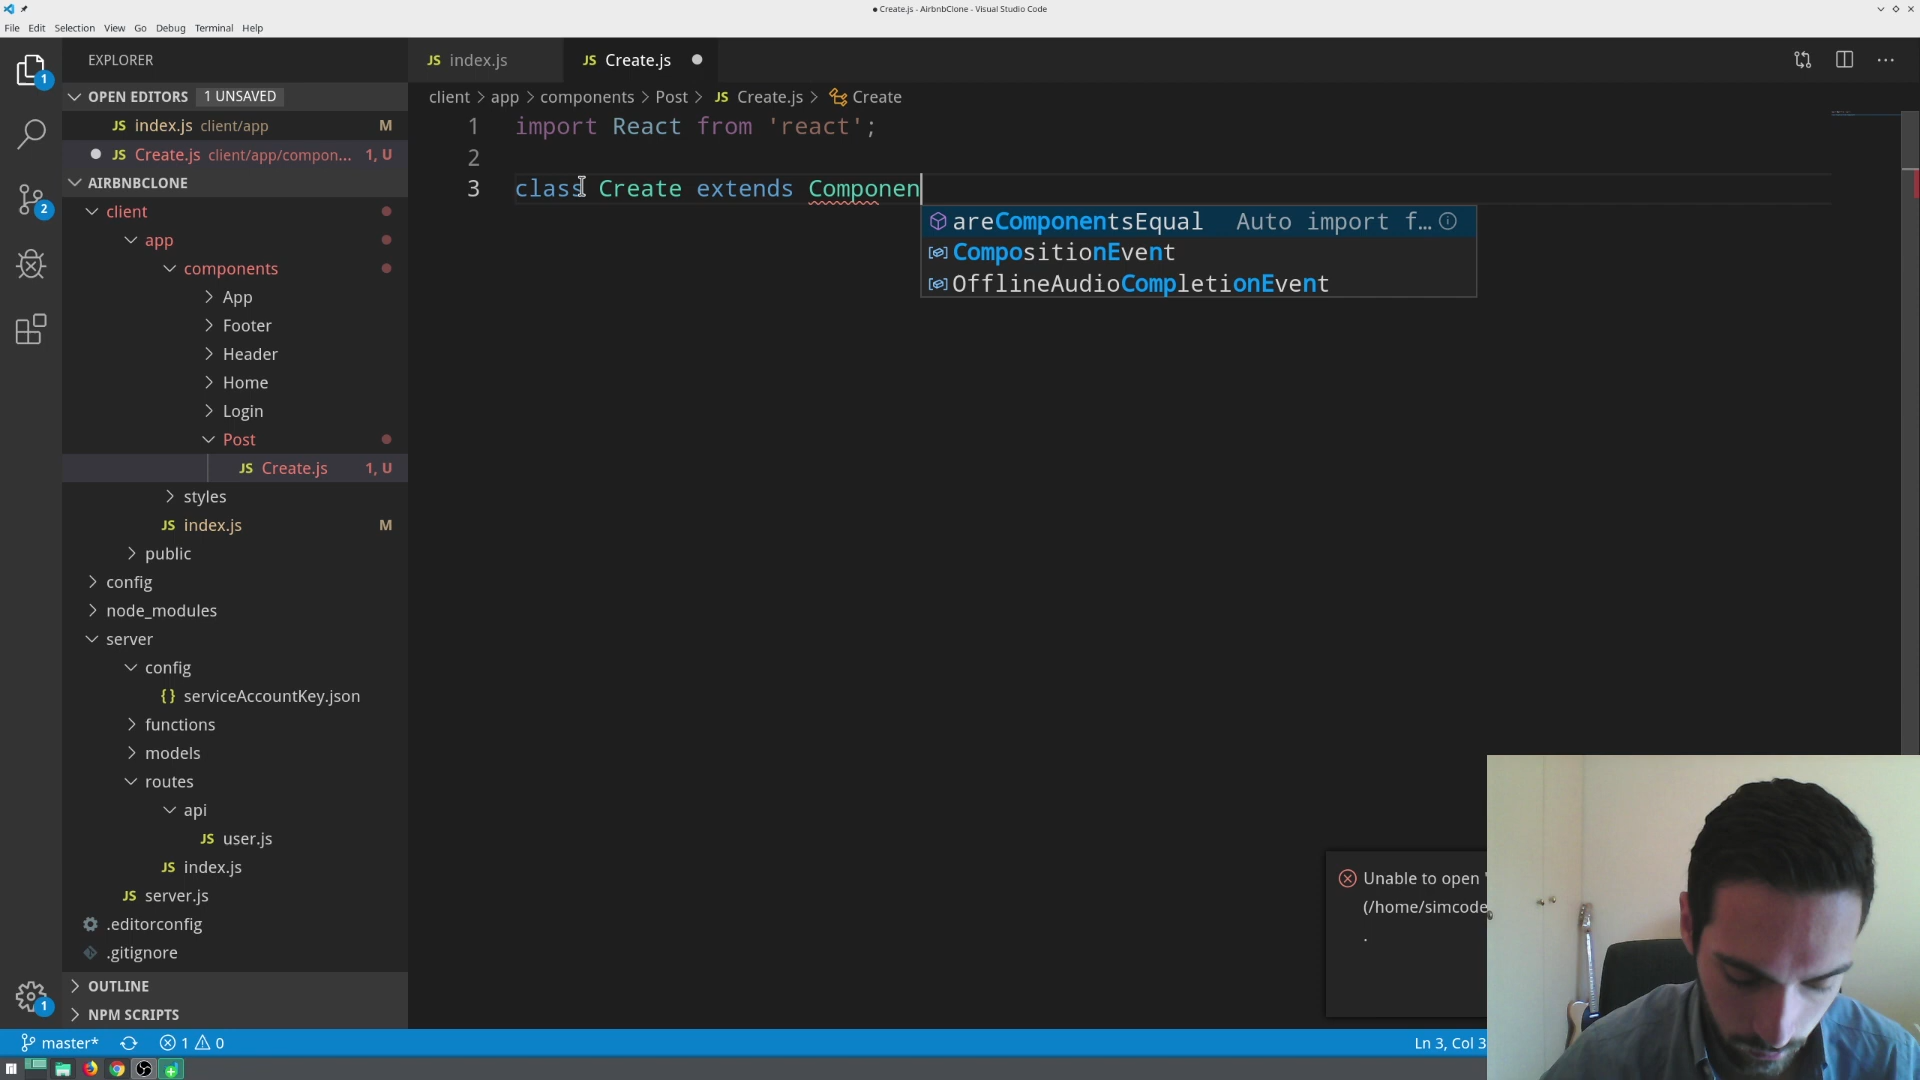 Create.js - AirbnbClone - Visual Studio Code
File Edit Selection View Go Debug Terminal Help
EXPLORER
OPEN EDITORS 1 UNSAVED
JS index.js client/app M
JS Create.js client/app/compon... 1, U
AIRBNBCLONE
client
app
components
App
Footer
Header
Home
Login
Post
JS Create.js 1, U
styles
JS index.js M
public
config
node_modules
server
config
{} serviceAccountKey.json
functions
models
routes
api
JS user.js
JS index.js
JS server.js
.editorconfig
.gitignore
OUTLINE
NPM SCRIPTS
1
2
1
JS index.js
JS Create.js
client > app > components > Post > JS Create.js > Create
1 import React from 'react';
2
3 class Create extends Componen
areComponentsEqual Auto import f...
CompositionEvent
OfflineAudioCompletionEvent
Unable to open '
(/home/simcode
.
master* 1 0
Ln 3, Col 3